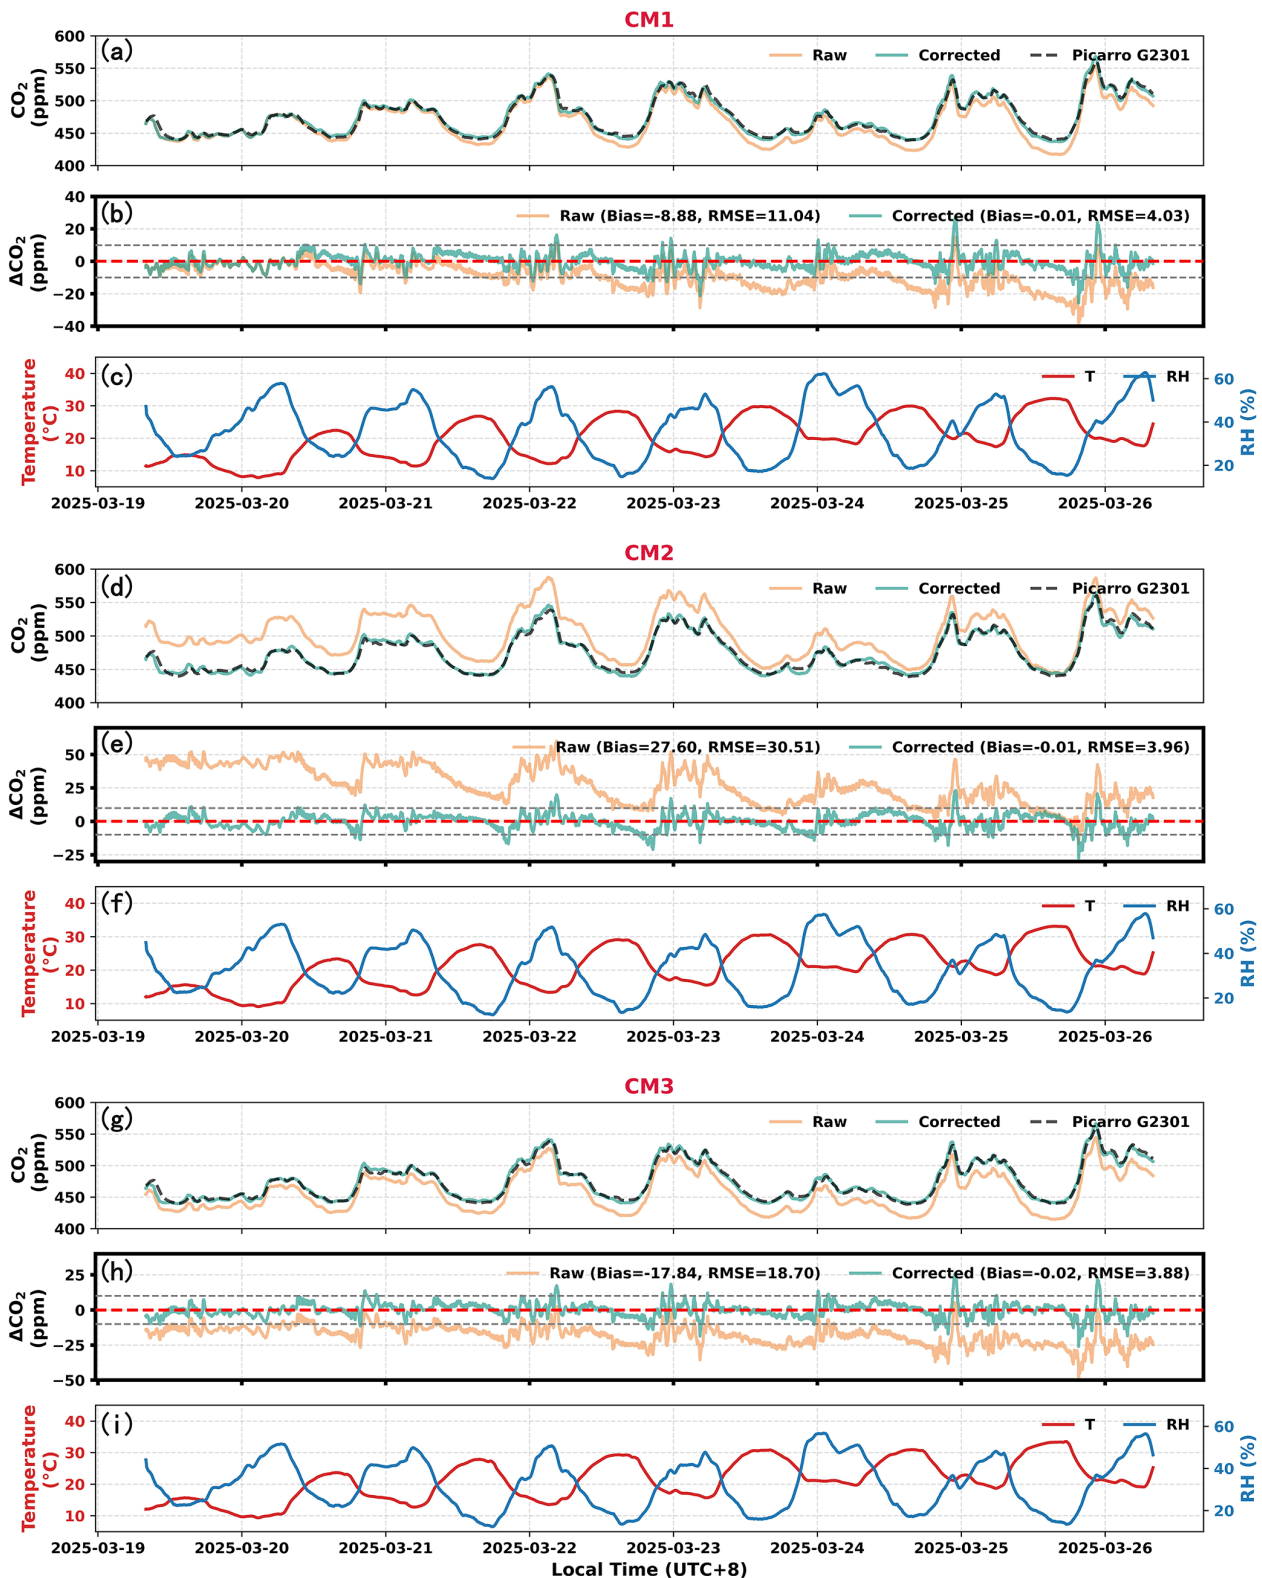 CM1
(a)
Raw Corrected Picarro G2301
CO₂
(ppm)
600
550
500
450
400
(b)
Raw (Bias=-8.88, RMSE=11.04) Corrected (Bias=-0.01, RMSE=4.03)
ΔCO₂
(ppm)
40
20
0
−20
−40
(c)
T RH
Temperature
(°C)
40
30
20
10
RH (%)
60
40
20
2025-03-19 2025-03-20 2025-03-21 2025-03-22 2025-03-23 2025-03-24 2025-03-25 2025-03-26
CM2
(d)
Raw Corrected Picarro G2301
CO₂
(ppm)
600
550
500
450
400
(e)
Raw (Bias=27.60, RMSE=30.51) Corrected (Bias=-0.01, RMSE=3.96)
ΔCO₂
(ppm)
50
25
0
−25
(f)
T RH
Temperature
(°C)
40
30
20
10
RH (%)
60
40
20
2025-03-19 2025-03-20 2025-03-21 2025-03-22 2025-03-23 2025-03-24 2025-03-25 2025-03-26
CM3
(g)
Raw Corrected Picarro G2301
CO₂
(ppm)
600
550
500
450
400
(h)
Raw (Bias=-17.84, RMSE=18.70) Corrected (Bias=-0.02, RMSE=3.88)
ΔCO₂
(ppm)
25
0
−25
−50
(i)
T RH
Temperature
(°C)
40
30
20
10
RH (%)
60
40
20
2025-03-19 2025-03-20 2025-03-21 2025-03-22 2025-03-23 2025-03-24 2025-03-25 2025-03-26
Local Time (UTC+8)